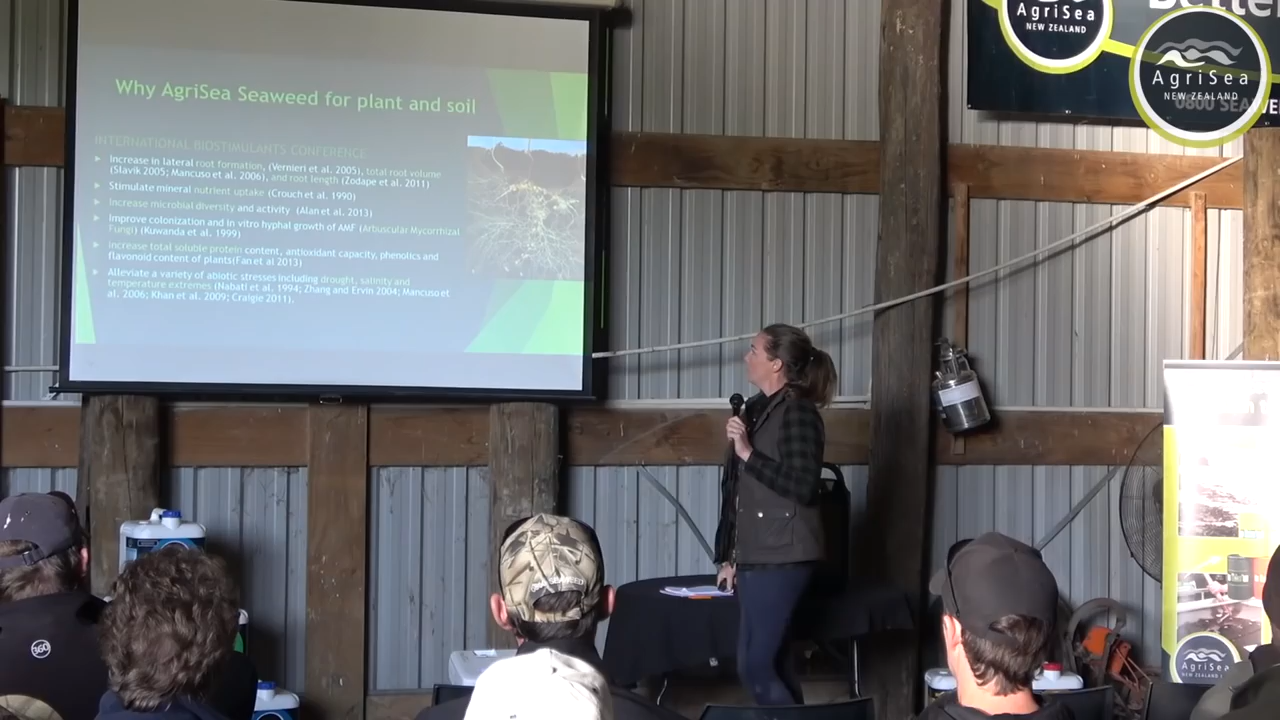 Why AgriSea Seaweed for plant and soil
INTERNATIONAL BIOSTIMULANTS CONFERENCE
Increase in lateral root formation, (Vernieri et al. 2005), total root volume
(Slavik 2005; Mancuso et al. 2006), and root length (Zodape et al. 2011)
Stimulate mineral nutrient uptake (Crouch et al. 1990)
Increase microbial diversity and activity (Alan et al. 2013)
Improve colonization and in vitro hyphal growth of AMF (Arbuscular Mycorrhizal
Fungi) (Kuwanda et al. 1999)
Increase total soluble protein content, antioxidant capacity, phenolics and
flavonoid content of plants(Fan et al 2013)
Alleviate a variety of abiotic stresses including drought, salinity and
temperature extremes (Nabati et al. 1994; Zhang and Ervin 2004; Mancuso et
al. 2006; Khan et al. 2009; Craigie 2011).
AgriSea
NEW ZEALAND
Better
AgriSea
NEW ZEALAND
0800 SEAWEED
360
SEAWEED
AgriSea